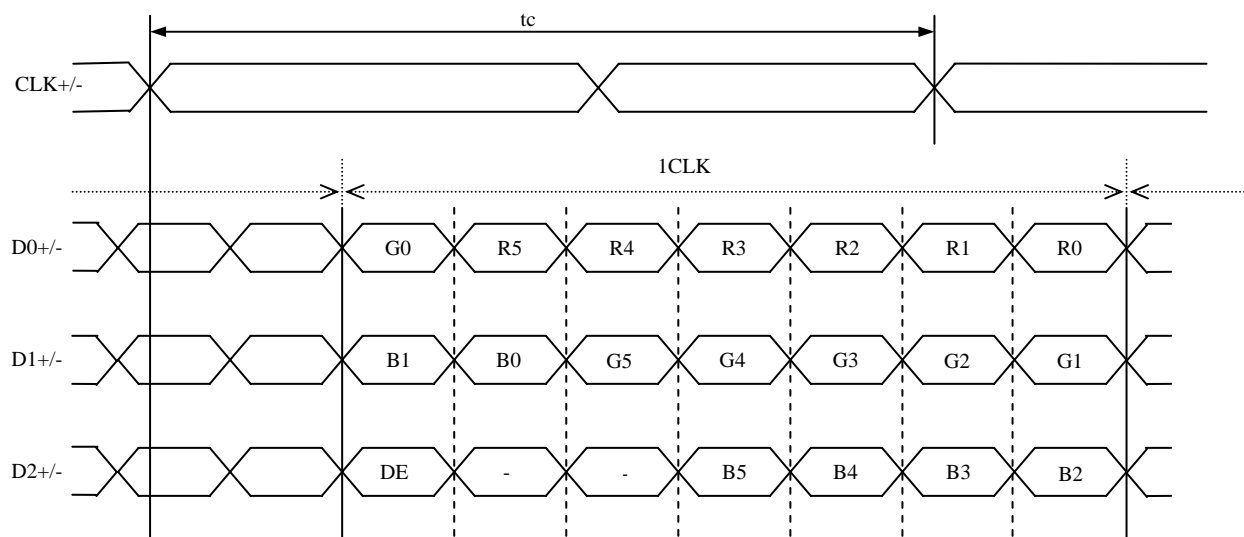 tc
CLK+/-
1CLK
D0+/- G0 R5 R4 R3 R2 R1 R0
D1+/- B1 B0 G5 G4 G3 G2 G1
D2+/- DE - - B5 B4 B3 B2